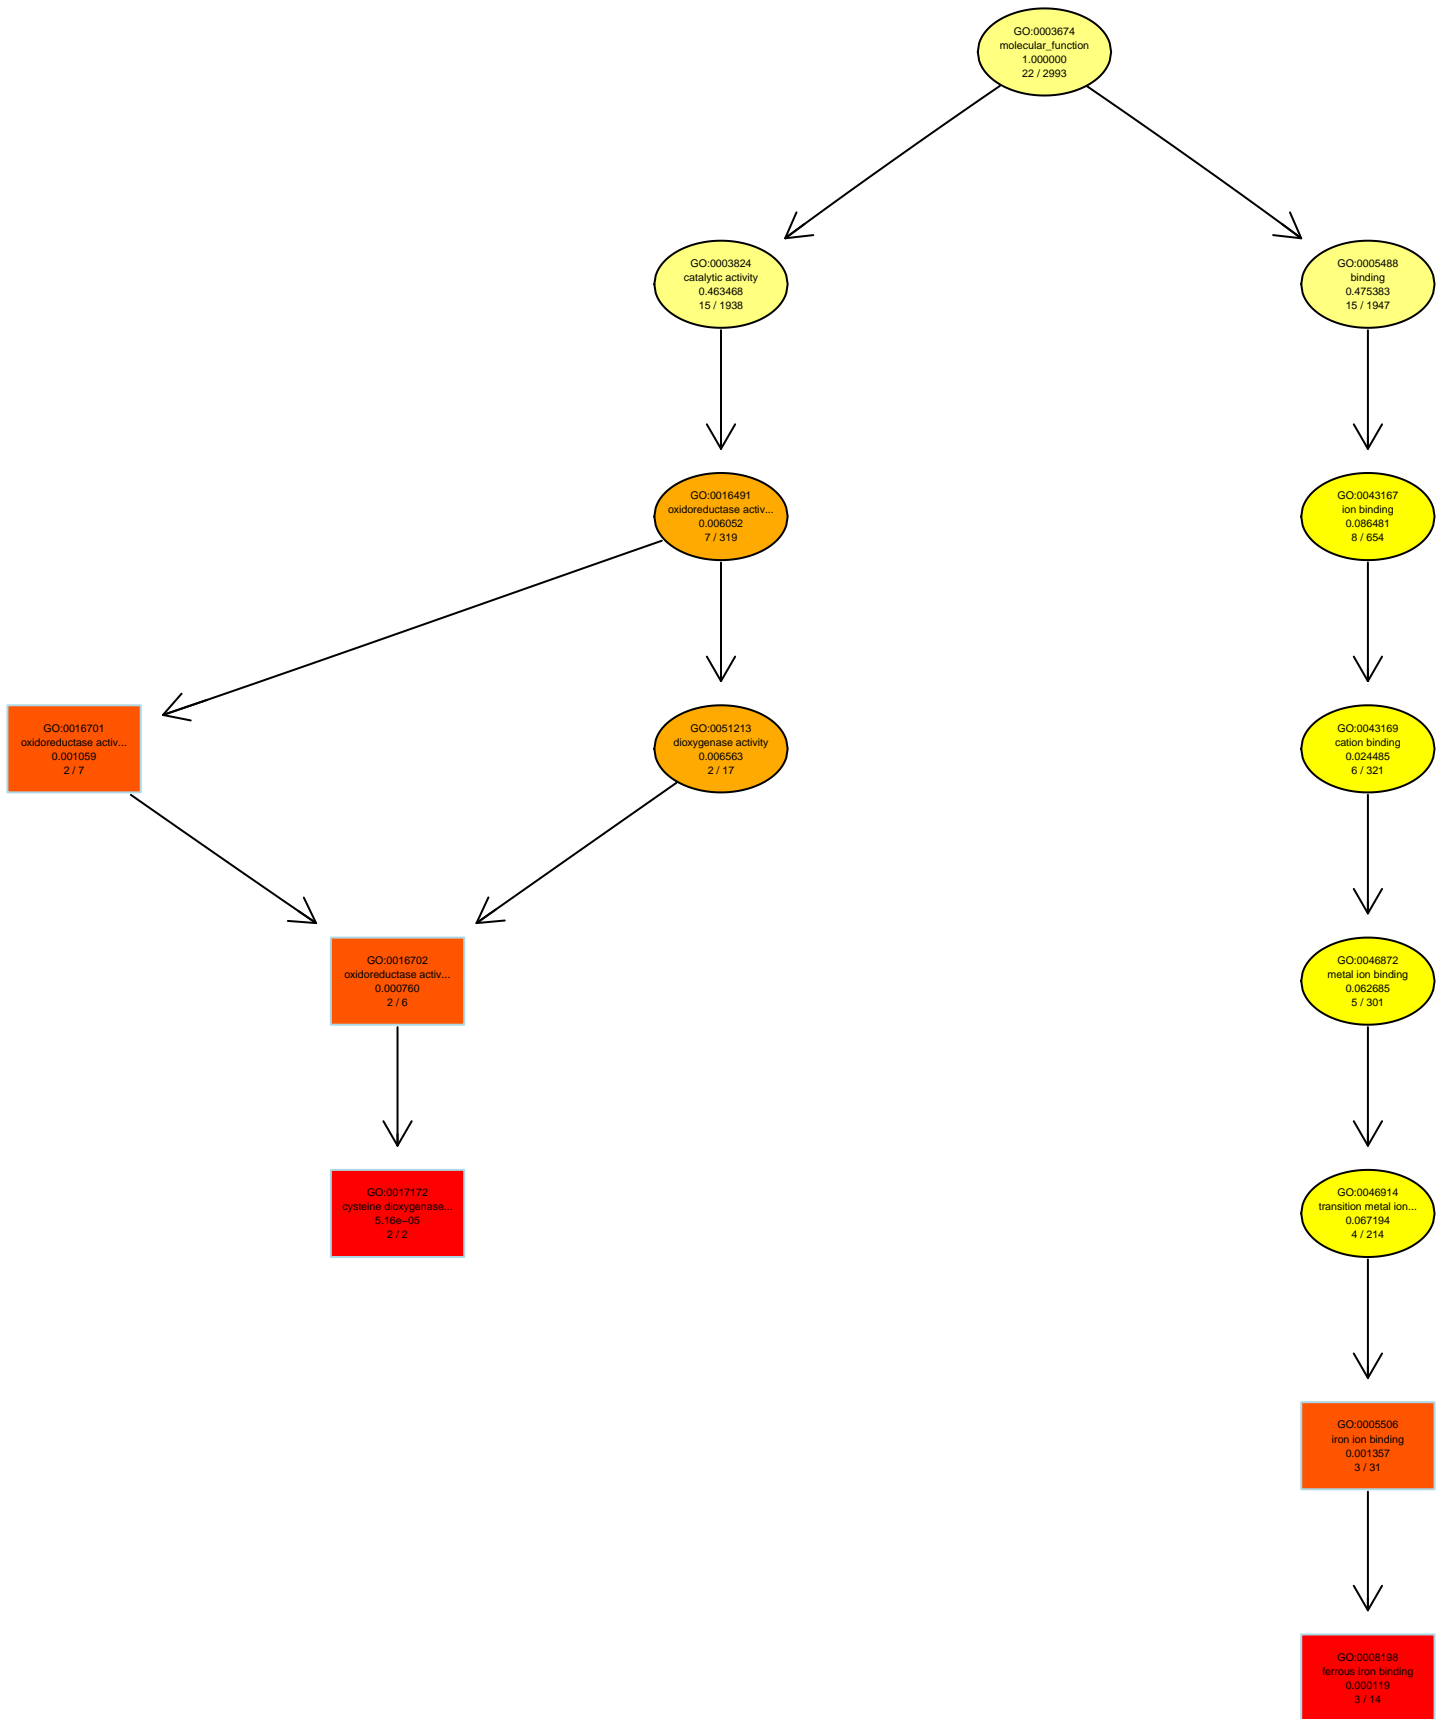 GO:0003674
molecular_function
1.000000
22 / 2993
GO:0003824
catalytic activity
0.463468
15 / 1938
GO:0005488
binding
0.475383
15 / 1947
GO:0016491
oxidoreductase activ...
0.006052
7 / 319
GO:0043167
ion binding
0.086481
8 / 654
GO:0016701
oxidoreductase activ...
0.001059
2 / 7
GO:0051213
dioxygenase activity
0.006563
2 / 17
GO:0043169
cation binding
0.024485
6 / 321
GO:0016702
oxidoreductase activ...
0.000760
2 / 6
GO:0046872
metal ion binding
0.062685
5 / 301
GO:0017172
cysteine dioxygenase...
5.16e−05
2 / 2
GO:0046914
transition metal ion...
0.067194
4 / 214
GO:0005506
iron ion binding
0.001357
3 / 31
GO:0008198
ferrous iron binding
0.000119
3 / 14